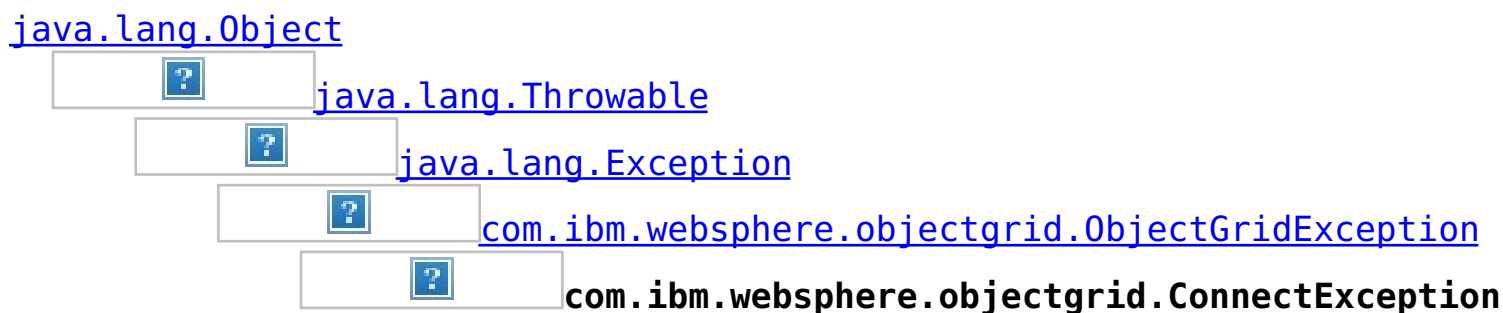 java.lang.Object
java.lang.Throwable
java.lang.Exception
com.ibm.websphere.objectgrid.ObjectGridException
com.ibm.websphere.objectgrid.ConnectException